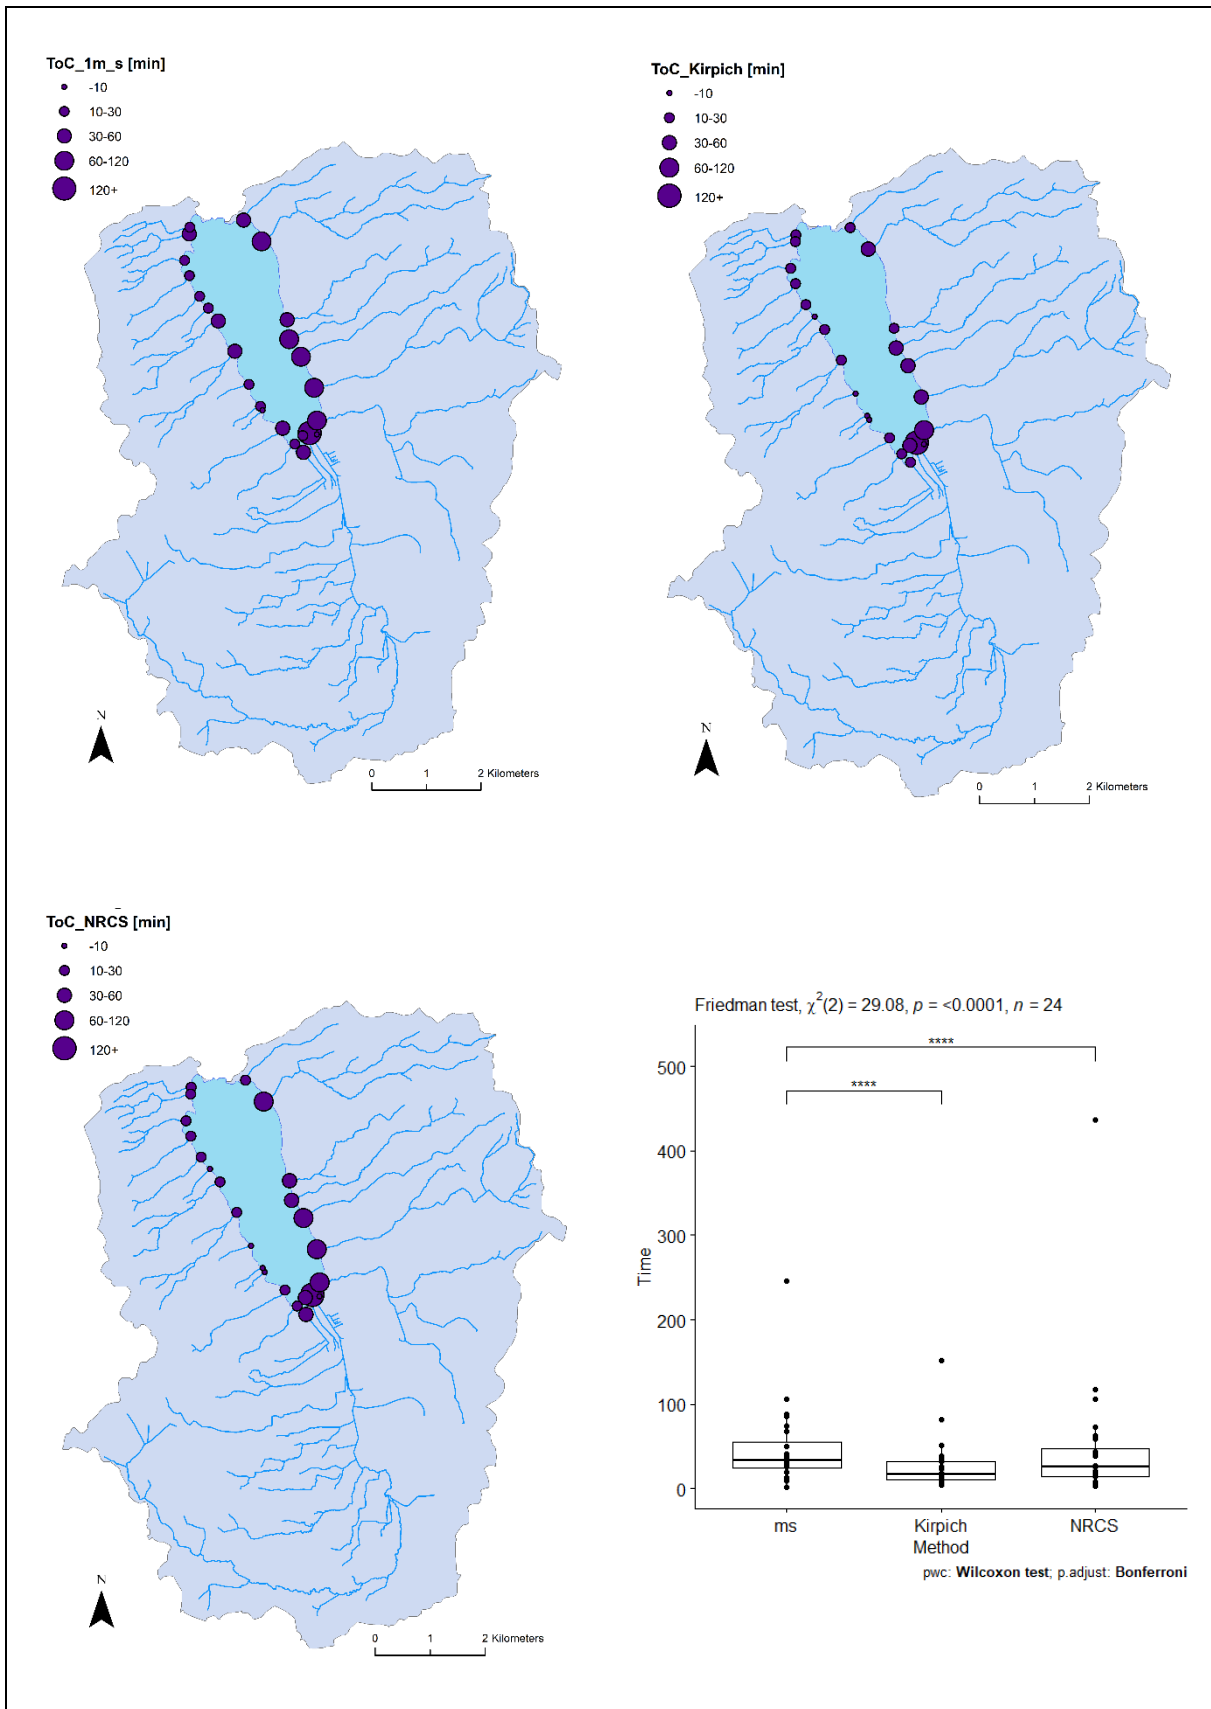 ToC_1m_s [min]
-10
10-30
30-60
60-120
120+
N
0 1 2 Kilometers
ToC_Kirpich [min]
-10
10-30
30-60
60-120
120+
N
0 1 2 Kilometers
ToC_NRCS [min]
-10
10-30
30-60
60-120
120+
N
0 1 2 Kilometers
Friedman test, χ²(2) = 29.08, p = <0.0001, n = 24
****
****
500
400
300
200
100
0
Time
ms Kirpich NRCS
Method
pwc: Wilcoxon test; p.adjust: Bonferroni